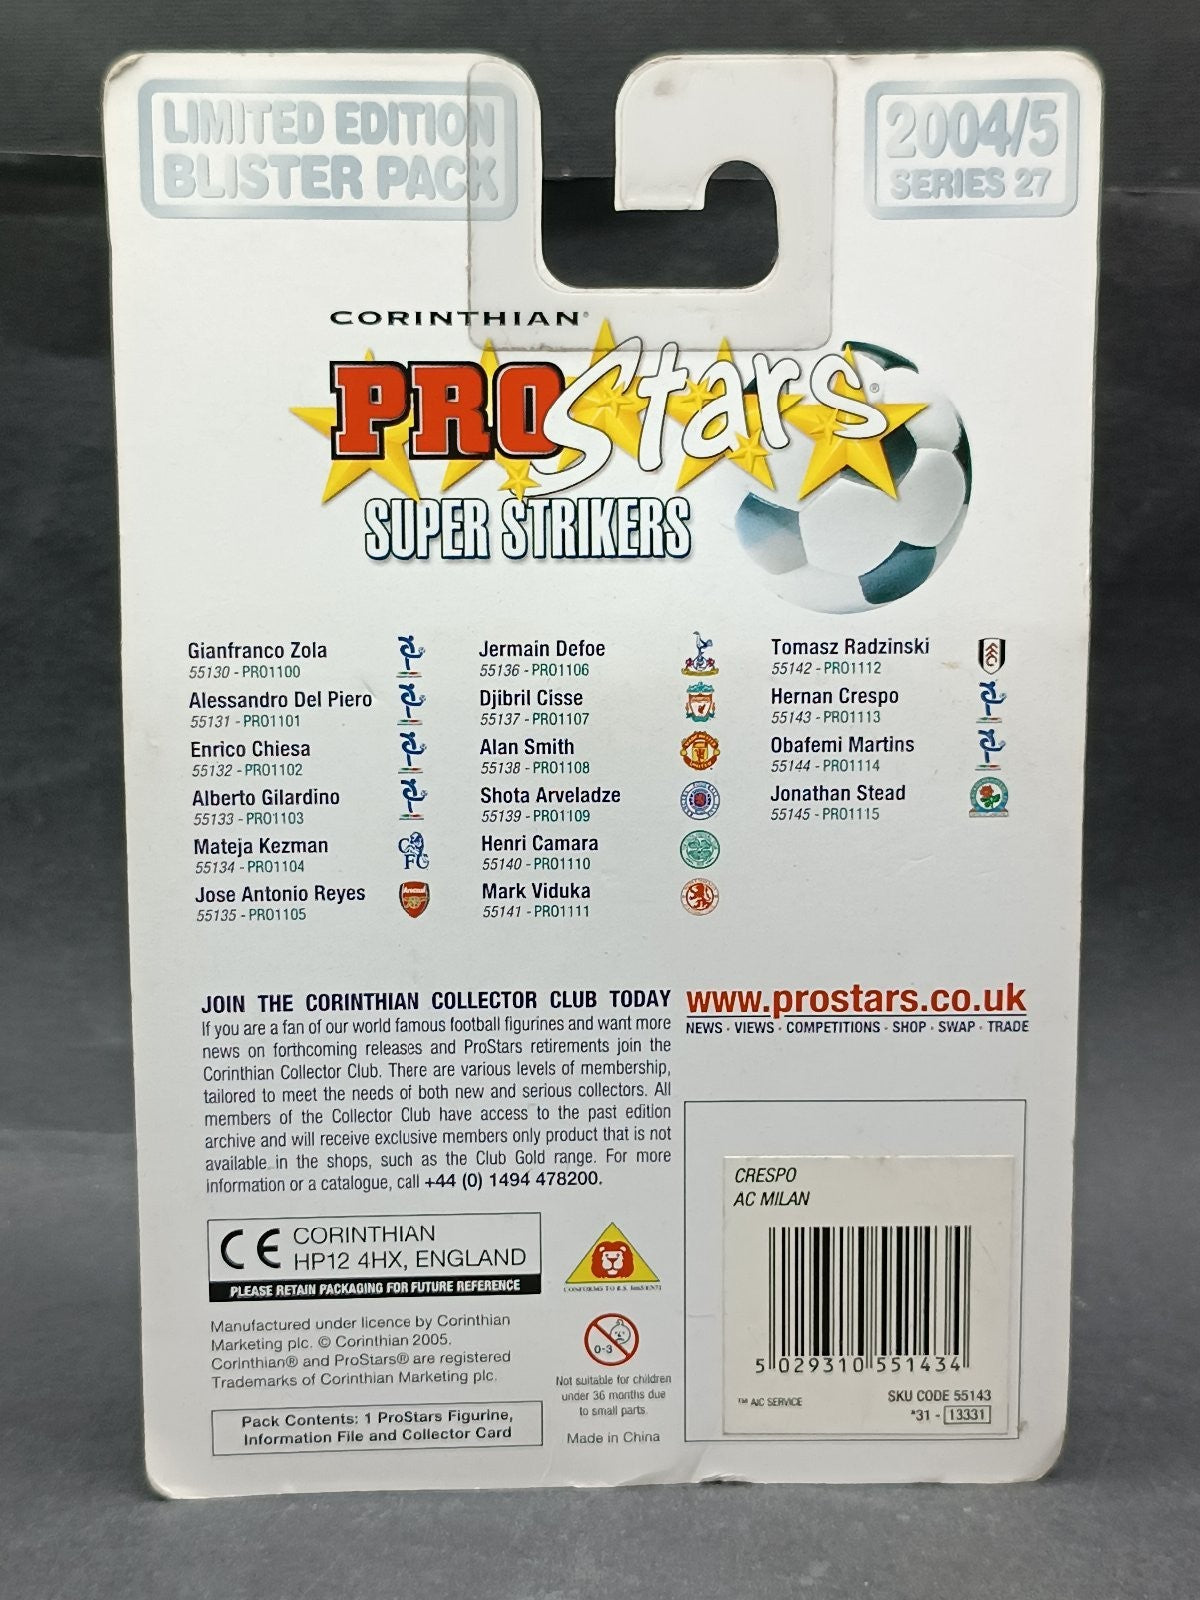 LIMITED EDITION
BLISTER PACK
2004/5
SERIES 27
CORINTHIAN®
PROStars®
SUPER STRIKERS
Gianfranco Zola
55130 - PRO1100
Alessandro Del Piero
55131 - PRO1101
Enrico Chiesa
55132 - PRO1102
Alberto Gilardino
55133 - PRO1103
Mateja Kezman
55134 - PRO1104
Jose Antonio Reyes
55135 - PRO1105
Jermain Defoe
55136 - PRO1106
Djibril Cisse
55137 - PRO1107
Alan Smith
55138 - PRO1108
Shota Arveladze
55139 - PRO1109
Henri Camara
55140 - PRO1110
Mark Viduka
55141 - PRO1111
Tomasz Radzinski
55142 - PRO1112
Hernan Crespo
55143 - PRO1113
Obafemi Martins
55144 - PRO1114
Jonathan Stead
55145 - PRO1115
JOIN THE CORINTHIAN COLLECTOR CLUB TODAY
If you are a fan of our world famous football figurines and want more
news on forthcoming releases and ProStars retirements join the
Corinthian Collector Club. There are various levels of membership,
tailored to meet the needs of both new and serious collectors. All
members of the Collector Club have access to the past edition
archive and will receive exclusive members only product that is not
available in the shops, such as the Club Gold range. For more
information or a catalogue, call +44 (0) 1494 478200.
www.prostars.co.uk
NEWS · VIEWS · COMPETITIONS · SHOP · SWAP · TRADE
CE CORINTHIAN
HP12 4HX, ENGLAND
PLEASE RETAIN PACKAGING FOR FUTURE REFERENCE
Manufactured under licence by Corinthian
Marketing plc. © Corinthian 2005.
Corinthian® and ProStars® are registered
Trademarks of Corinthian Marketing plc.
Pack Contents: 1 ProStars Figurine,
Information File and Collector Card
CONFORMS TO B.S.
0-3
Not suitable for children
under 36 months due
to small parts.
Made in China
CRESPO
AC MILAN
5 029310 551434
™ AIC SERVICE
SKU CODE 55143
*31 - 13331